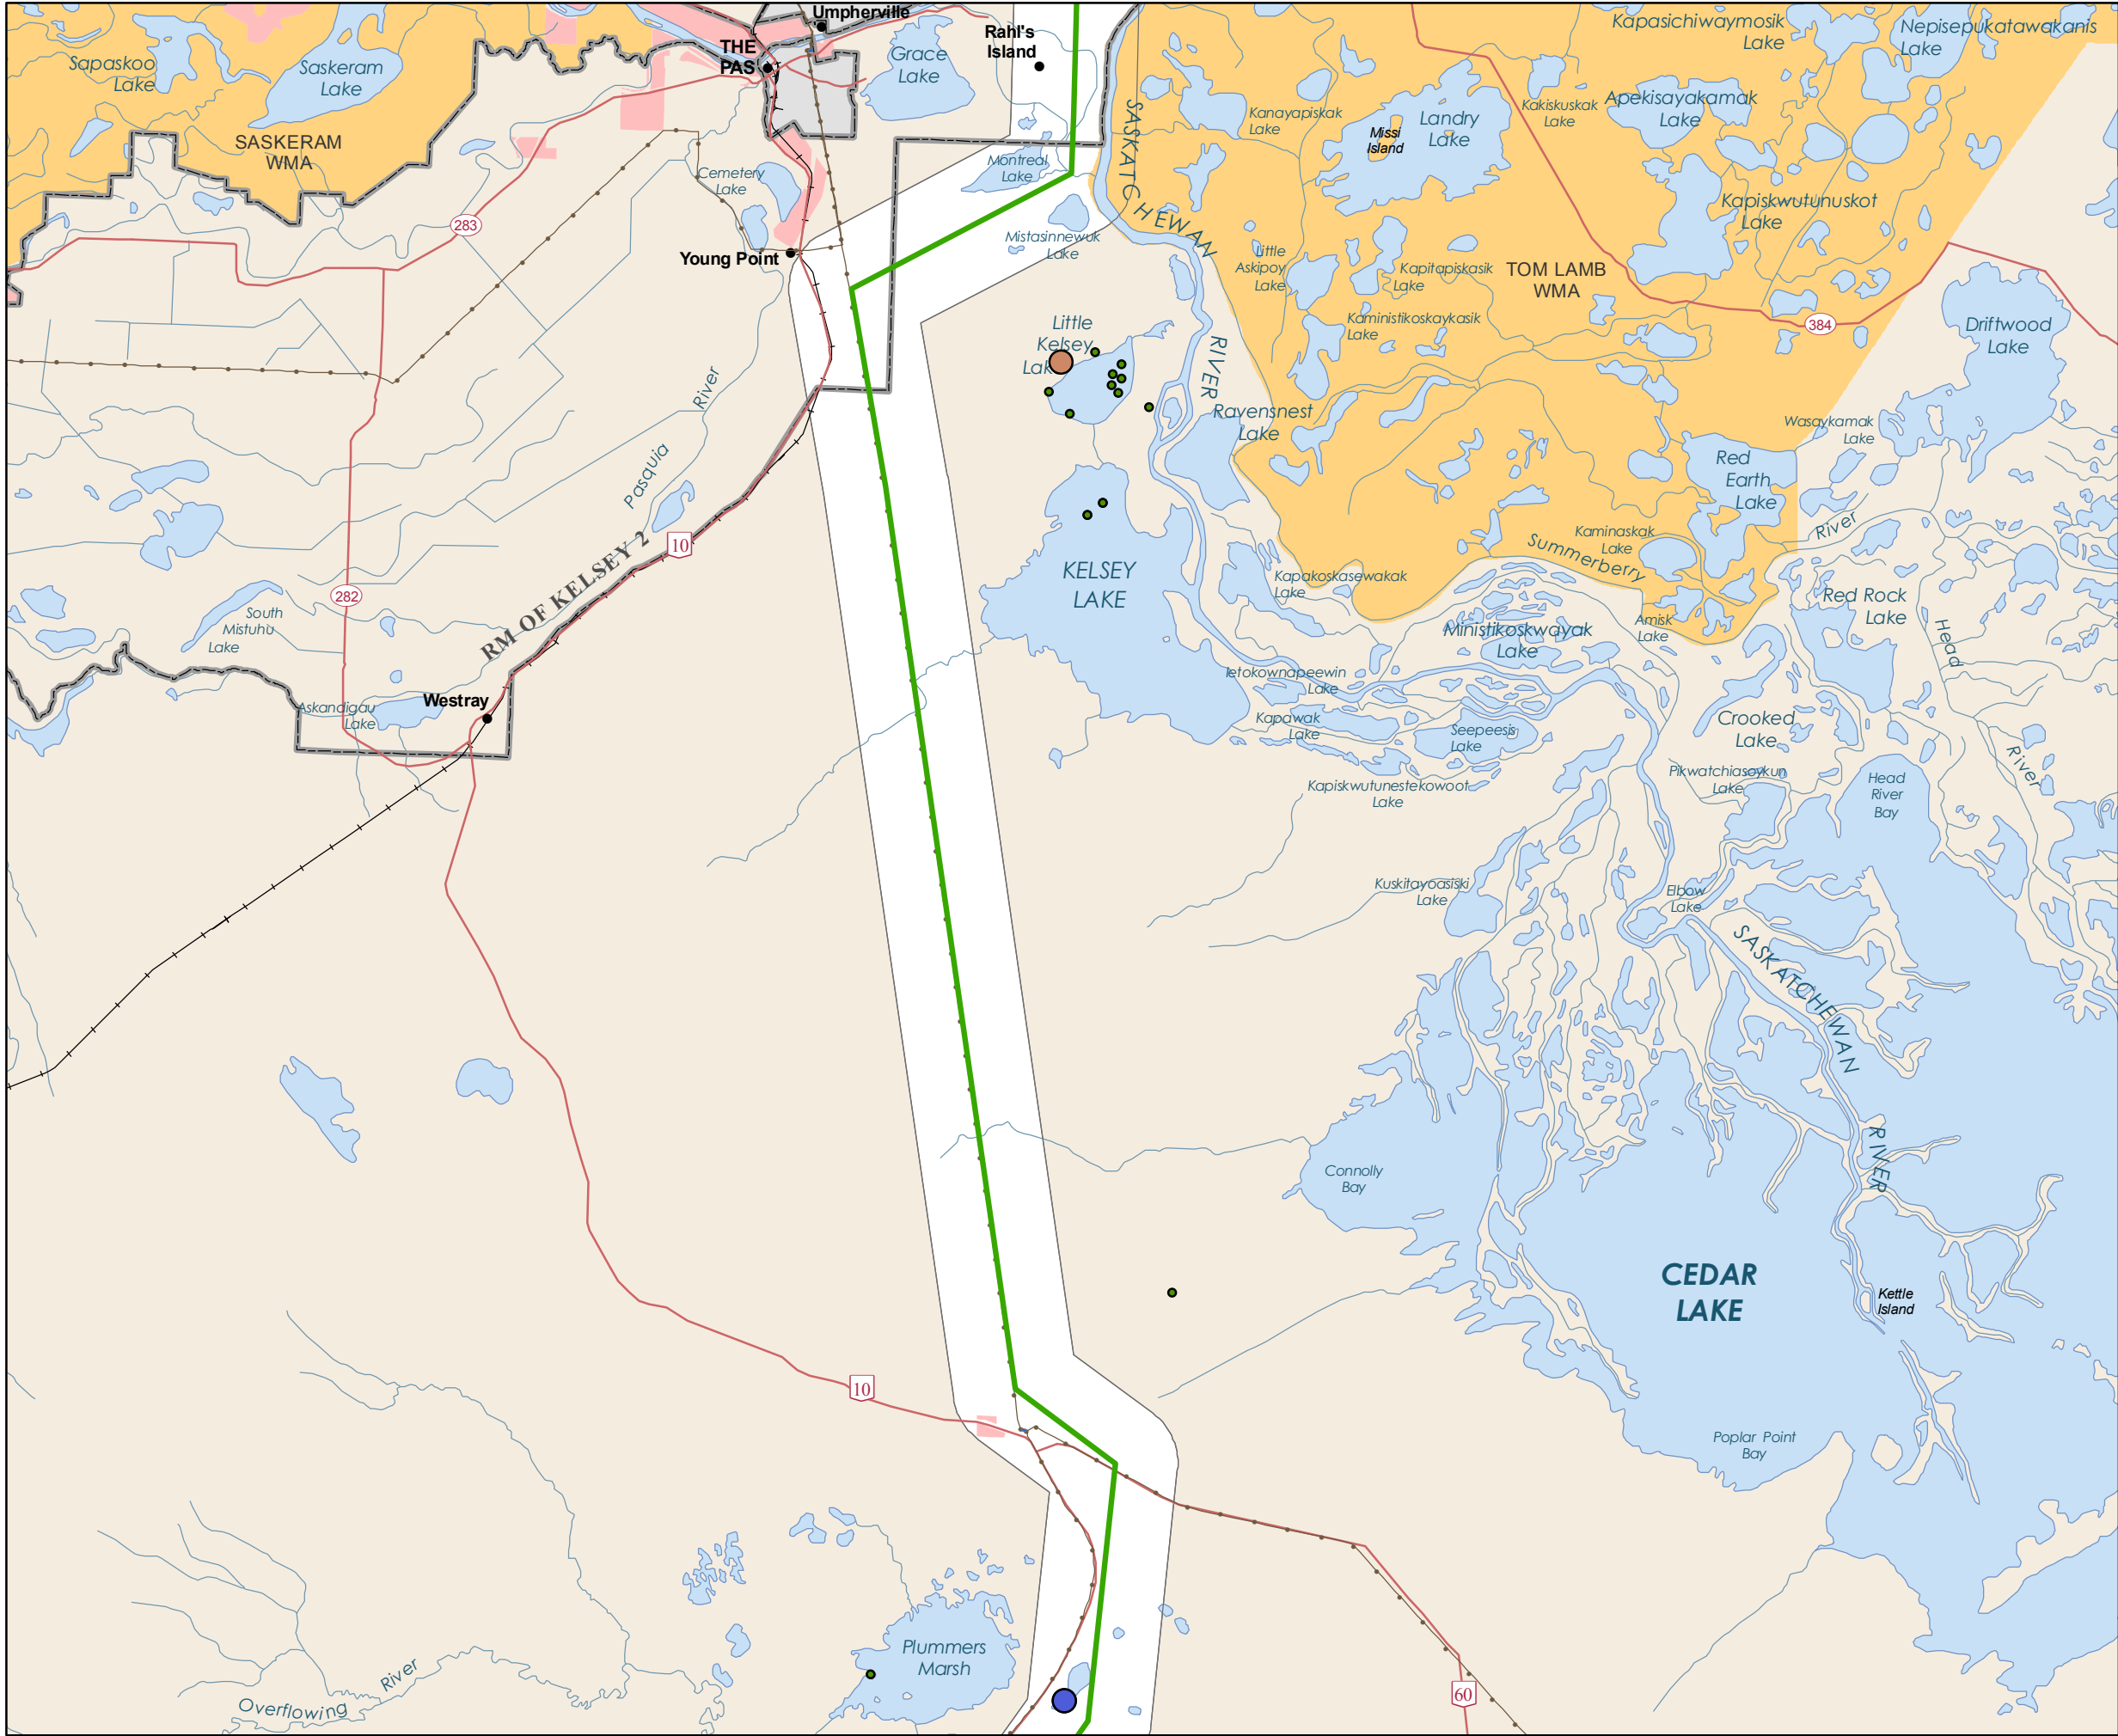 Umpherville
THE
PAS
Rahl's
Island
Grace
Lake
Sapaskoo
Lake
Saskeram
Lake
SASKERAM
WMA
Kapasichiwaymosik
Lake
Nepisepukatawakanis
Lake
Kanayapiskak
Lake
Missi
Island
Landry
Lake
Kakiskuskak
Lake
Apekisayakamak
Lake
Kapiskwutunuskot
Lake
SASKATCHEWAN
RIVER
Montreal
Lake
Cemetery
Lake
Mistasinnewuk
Lake
Young Point
283
Little
Askipoy
Lake
Kapitapiskasik
Lake
TOM LAMB
WMA
Kaministikoskaykasik
Lake
384
Driftwood
Lake
Little
Kelsey
Lak
Ravensnest
Lake
Wasaykamak
Lake
Red
Earth
Lake
Pasquia
River
10
RM OF KELSEY 2
282
South
Mistuhu
Lake
KELSEY
LAKE
Kapakoskasewakak
Lake
Kaminaskak
Lake
Summerberry
River
Red Rock
Lake
Head
River
Amisk
Lake
Ministikoskwayak
Lake
Ietokownapeewin
Lake
Kapawak
Lake
Seepeesis
Lake
Crooked
Lake
Askandigau
Lake
Westray
Kapiskwutunestekowoot
Lake
Pikwatchiasoykun
Lake
Head
River
Bay
Kuskitayoasiski
Lake
Elbow
Lake
SASKATCHEWAN
RIVER
Connolly
Bay
CEDAR
LAKE
Kettle
Island
10
Poplar Point
Bay
Plummers
Marsh
Overflowing
River
60